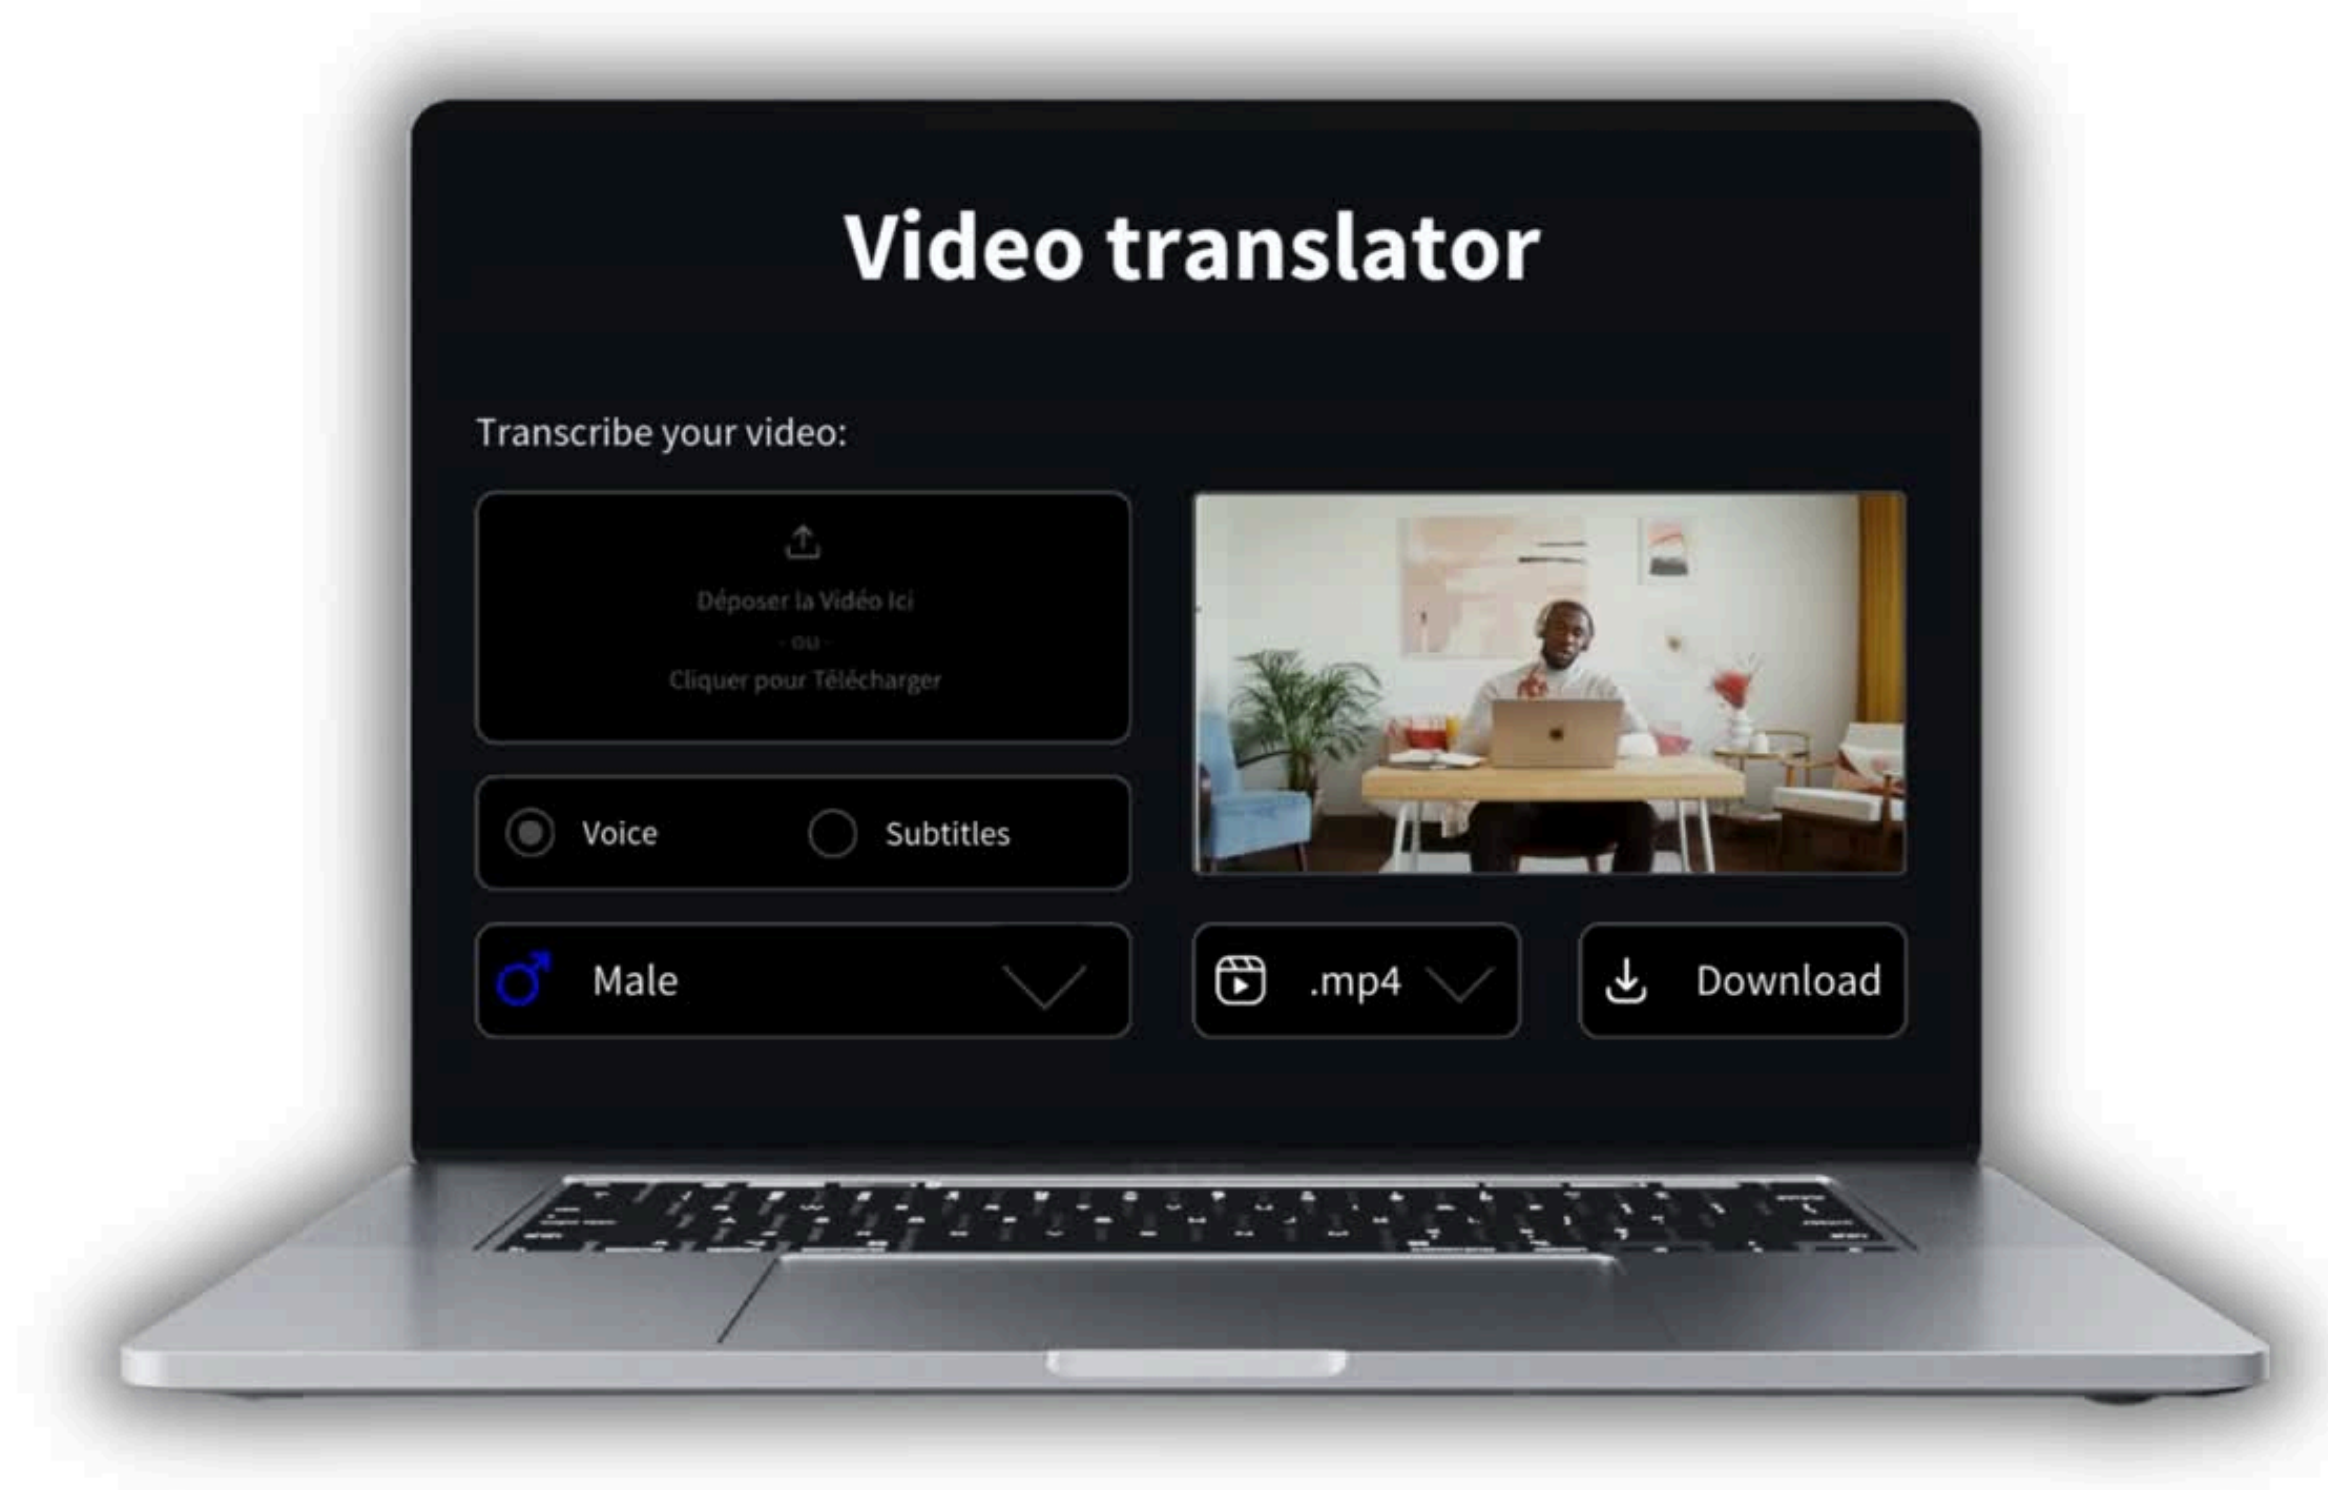 Video translator
Transcribe your video:
Déposer la Vidéo Ici
- ou -
Cliquer pour Télécharger
Voice
Subtitles
Male
.mp4
Download